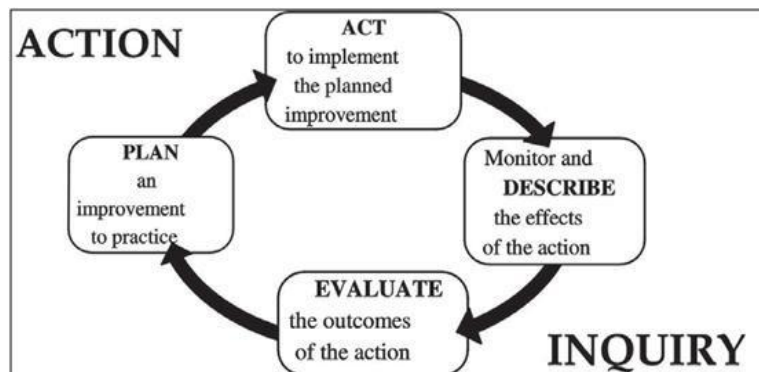 ACTION
ACT
to implement
the planned
improvement
PLAN
an
improvement
to practice
Monitor and
DESCRIBE
the effects
of the action
EVALUATE
the outcomes
of the action
INQUIRY